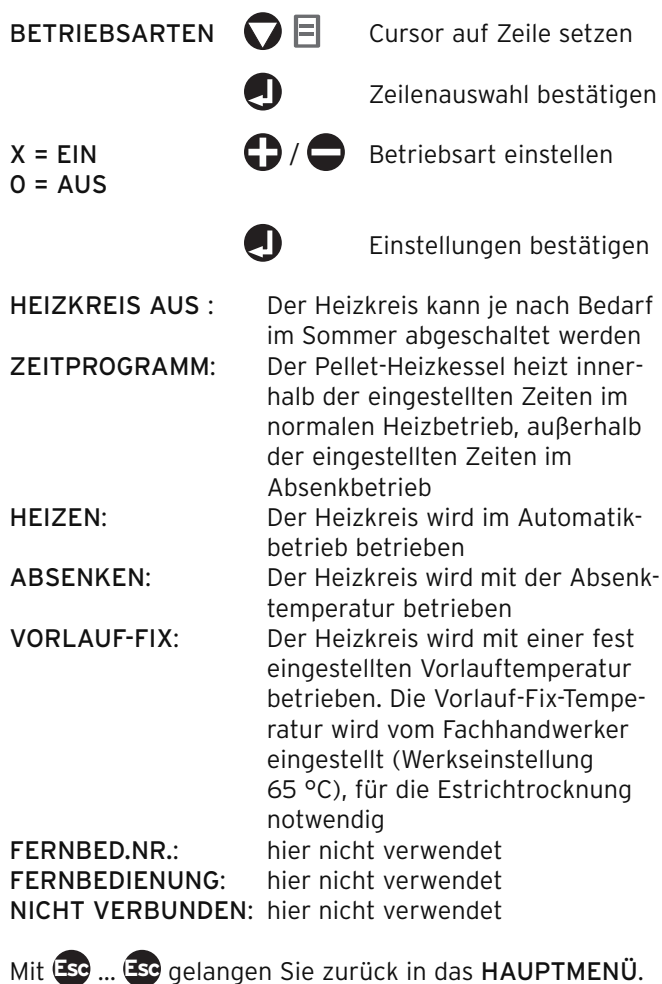 BETRIEBSARTEN Cursor auf Zeile setzen
Zeilenauswahl bestätigen
X = EIN / Betriebsart einstellen
0 = AUS
Einstellungen bestätigen
HEIZKREIS AUS : Der Heizkreis kann je nach Bedarf
im Sommer abgeschaltet werden
ZEITPROGRAMM: Der Pellet-Heizkessel heizt inner-
halb der eingestellten Zeiten im
normalen Heizbetrieb, außerhalb
der eingestellten Zeiten im
Absenkbetrieb
HEIZEN: Der Heizkreis wird im Automatik-
betrieb betrieben
ABSENKEN: Der Heizkreis wird mit der Absenk-
temperatur betrieben
VORLAUF-FIX: Der Heizkreis wird mit einer fest
eingestellten Vorlauftemperatur
betrieben. Die Vorlauf-Fix-Tempe-
ratur wird vom Fachhandwerker
eingestellt (Werkseinstellung
65 °C), für die Estrichtrocknung
notwendig
FERNBED.NR.: hier nicht verwendet
FERNBEDIENUNG: hier nicht verwendet
NICHT VERBUNDEN: hier nicht verwendet
Mit Esc ... Esc gelangen Sie zurück in das HAUPTMENÜ.